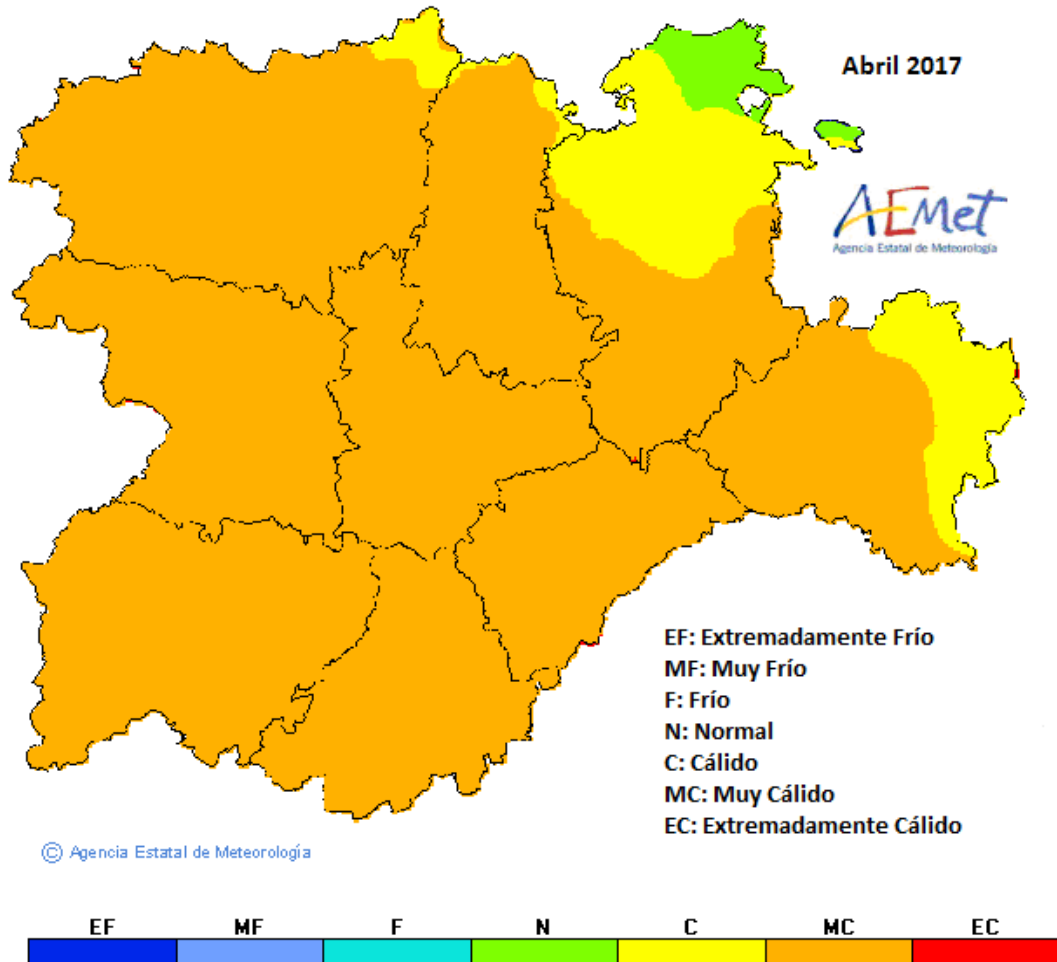 Abril 2017
AEMet
Agencia Estatal de Meteorología
EF: Extremadamente Frío
MF: Muy Frío
F: Frío
N: Normal
C: Cálido
MC: Muy Cálido
EC: Extremadamente Cálido
© Agencia Estatal de Meteorología
EF MF F N C MC EC